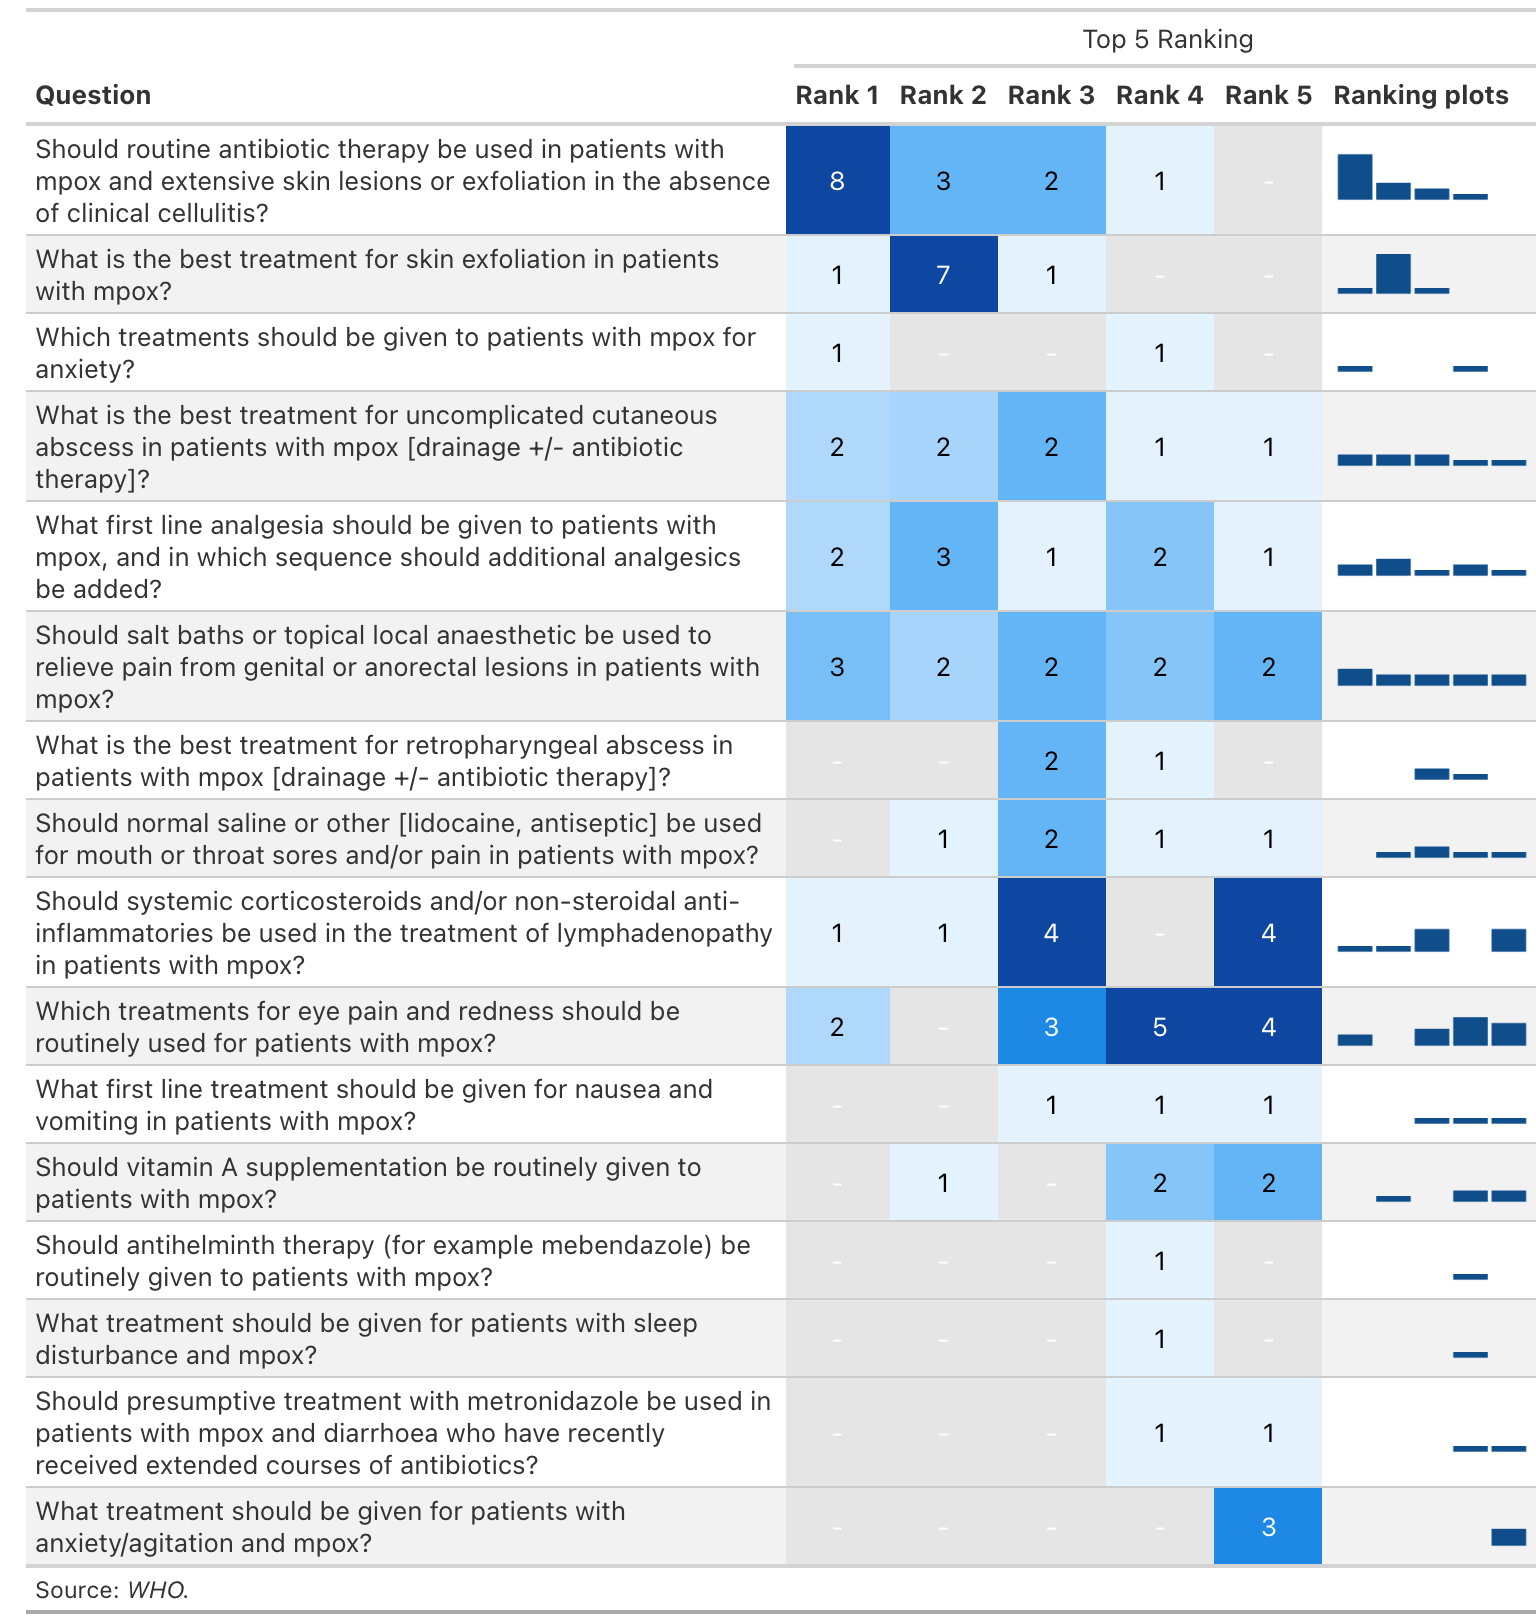 Top 5 Ranking
Question Rank 1 Rank 2 Rank 3 Rank 4 Rank 5 Ranking plots
Should routine antibiotic therapy be used in patients with
mpox and extensive skin lesions or exfoliation in the absence
of clinical cellulitis?
8 3 2 1 -
What is the best treatment for skin exfoliation in patients
with mpox?
1 7 1 - -
Which treatments should be given to patients with mpox for
anxiety?
1 - - 1 -
What is the best treatment for uncomplicated cutaneous
abscess in patients with mpox [drainage +/- antibiotic
therapy]?
2 2 2 1 1
What first line analgesia should be given to patients with
mpox, and in which sequence should additional analgesics
be added?
2 3 1 2 1
Should salt baths or topical local anaesthetic be used to
relieve pain from genital or anorectal lesions in patients with
mpox?
3 2 2 2 2
What is the best treatment for retropharyngeal abscess in
patients with mpox [drainage +/- antibiotic therapy]?
- - 2 1 -
Should normal saline or other [lidocaine, antiseptic] be used
for mouth or throat sores and/or pain in patients with mpox?
- 1 2 1 1
Should systemic corticosteroids and/or non-steroidal anti-
inflammatories be used in the treatment of lymphadenopathy
in patients with mpox?
1 1 4 - 4
Which treatments for eye pain and redness should be
routinely used for patients with mpox?
2 - 3 5 4
What first line treatment should be given for nausea and
vomiting in patients with mpox?
- - 1 1 1
Should vitamin A supplementation be routinely given to
patients with mpox?
- 1 - 2 2
Should antihelminth therapy (for example mebendazole) be
routinely given to patients with mpox?
- - - 1 -
What treatment should be given for patients with sleep
disturbance and mpox?
- - - 1 -
Should presumptive treatment with metronidazole be used in
patients with mpox and diarrhoea who have recently
received extended courses of antibiotics?
- - - 1 1
What treatment should be given for patients with
anxiety/agitation and mpox?
- - - - 3
Source: WHO.